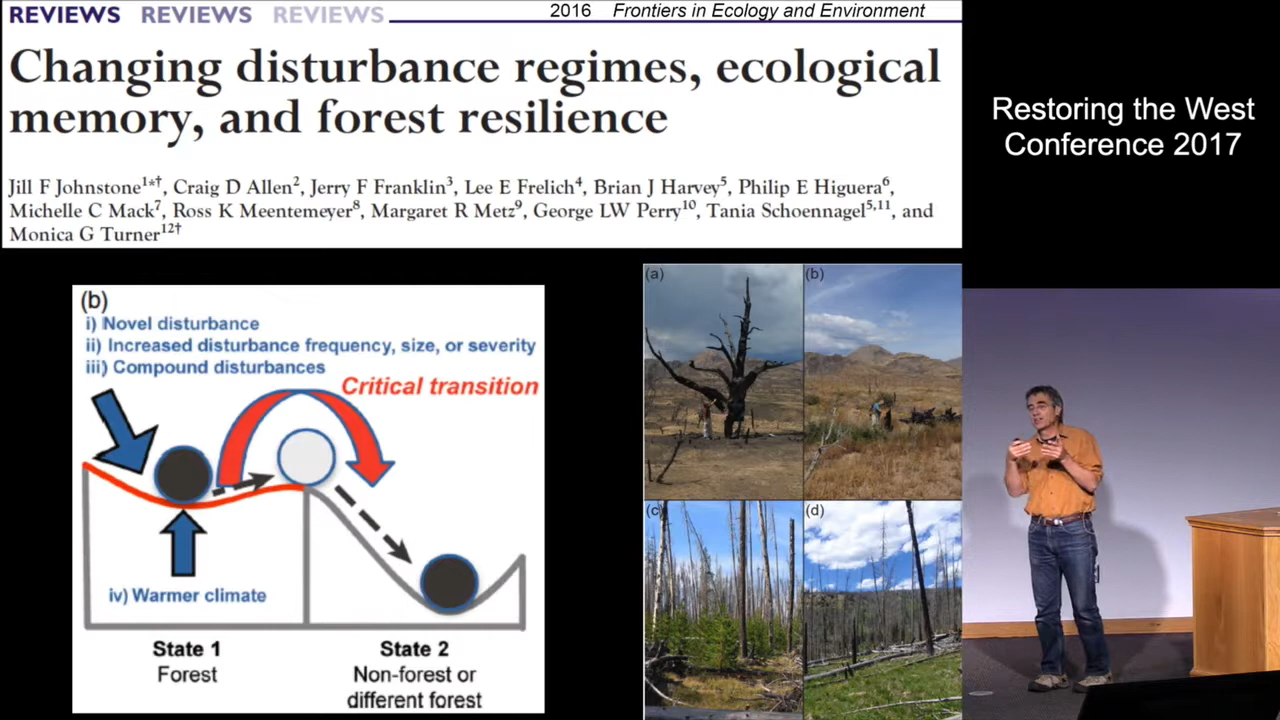 REVIEWS REVIEWS REVIEWS
2016 Frontiers in Ecology and Environment
Changing disturbance regimes, ecological
memory, and forest resilience
Jill F Johnstone1*†, Craig D Allen2, Jerry F Franklin3, Lee E Frelich4, Brian J Harvey5, Philip E Higuera6,
Michelle C Mack7, Ross K Meentemeyer8, Margaret R Metz9, George LW Perry10, Tania Schoennagel5,11, and
Monica G Turner12†
Restoring the West
Conference 2017
(b)
i) Novel disturbance
ii) Increased disturbance frequency, size, or severity
iii) Compound disturbances
Critical transition
iv) Warmer climate
State 1
Forest
State 2
Non-forest or
different forest
(a)
(b)
(c)
(d)